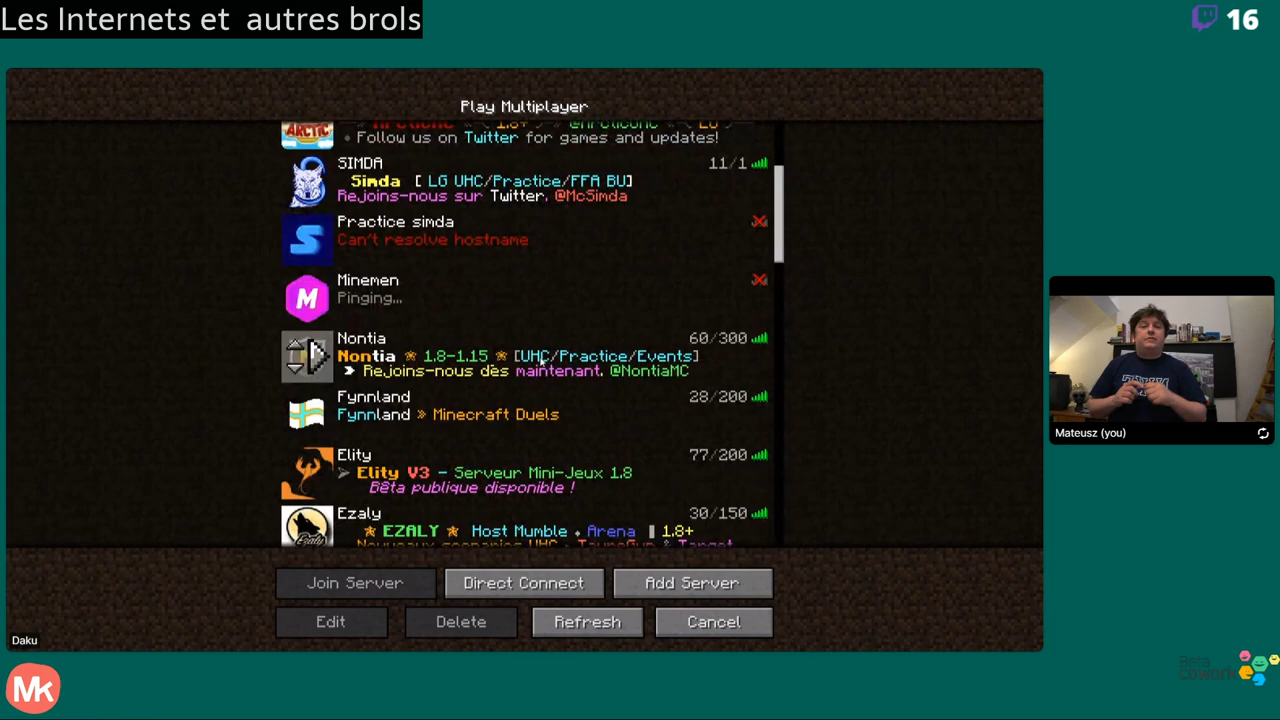 Les Internets et autres brols
16
Play Multiplayer
ARCTIC
• Follow us on Twitter for games and updates!
SIMDA
11/1
Simda [ LG UHC/Practice/FFA BU]
Rejoins-nous sur Twitter. @McSimda
Practice simda
Can't resolve hostname
Minemen
Pinging...
Nontia
60/300
Nontia ☀ 1.8-1.15 ☀ [UHC/Practice/Events]
Rejoins-nous dès maintenant. @NontiaMC
Fynnland
28/200
Fynnland » Minecraft Duels
Elity
77/200
➢ Elity V3 - Serveur Mini-Jeux 1.8
Bêta publique disponible !
Ezaly
30/150
★ EZALY ★ Host Mumble ⬥ Arena ▌ 1.8+
Join Server
Direct Connect
Add Server
Edit
Delete
Refresh
Cancel
Mateusz (you)
Daku
Mk
Beta
cowork